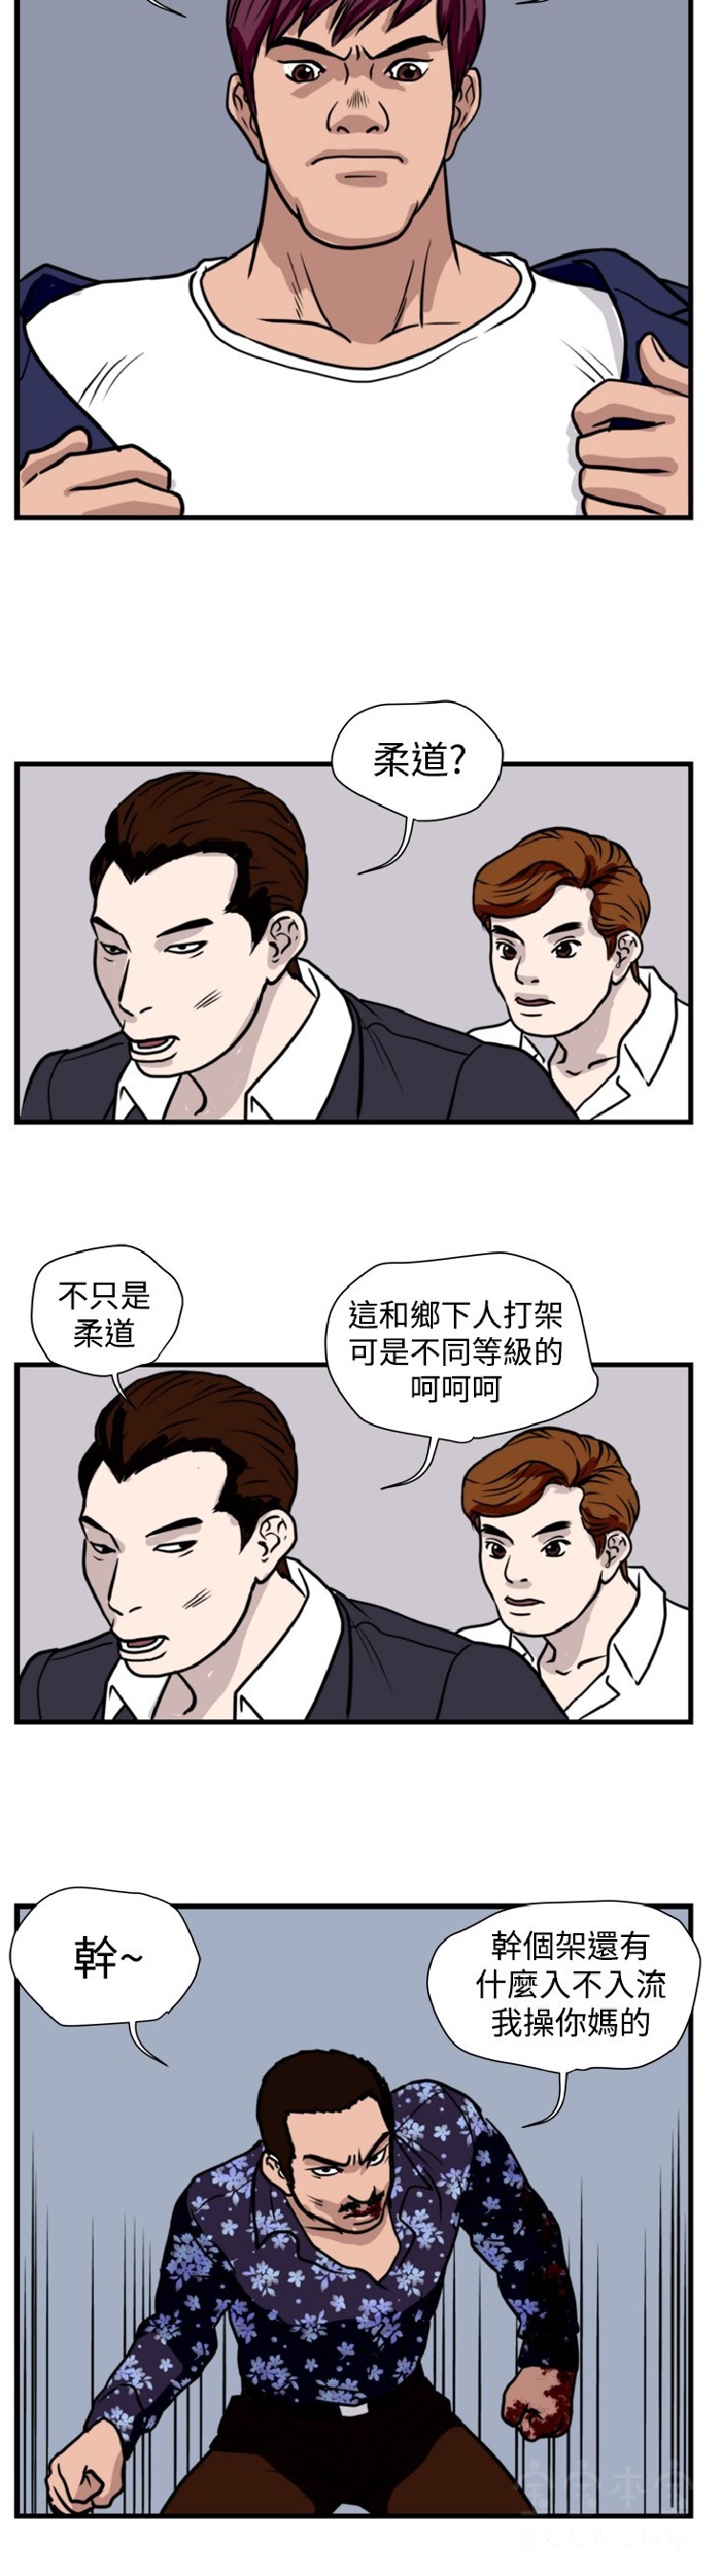 柔道?
不只是
柔道
這和鄉下人打架
可是不同等級的
呵呵呵
幹~
幹個架還有
什麼入不入流
我操你媽的